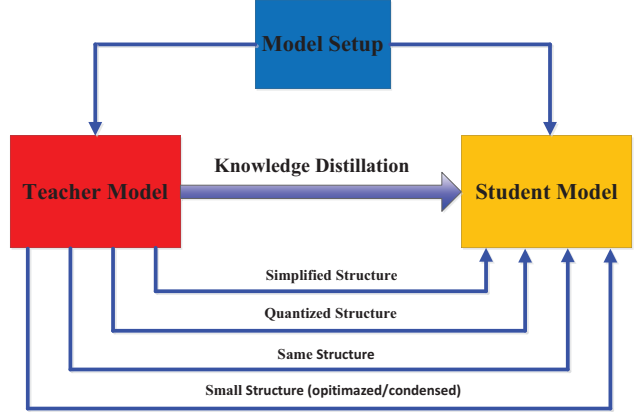 Model Setup
Knowledge Distillation
Teacher Model
Student Model
Simplified Structure
Quantized Structure
Same Structure
Small Structure (opitimazed/condensed)